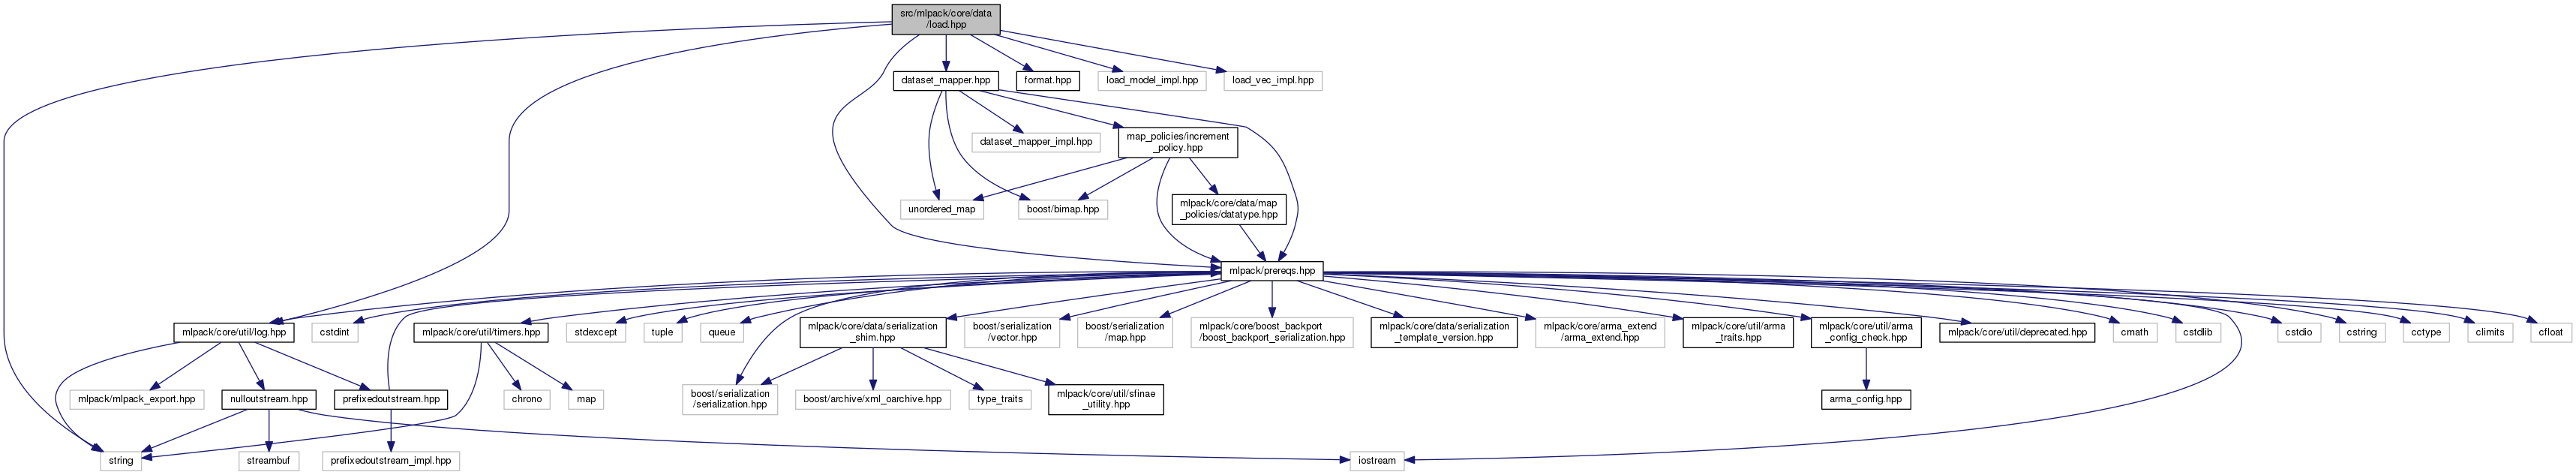 src/mlpack/core/data
/load.hpp
dataset_mapper.hpp
format.hpp
load_model_impl.hpp
load_vec_impl.hpp
dataset_mapper_impl.hpp
map_policies/increment
_policy.hpp
unordered_map
boost/bimap.hpp
mlpack/core/data/map
_policies/datatype.hpp
mlpack/prereqs.hpp
mlpack/core/util/log.hpp
cstdint
mlpack/core/util/timers.hpp
stdexcept
tuple
queue
mlpack/core/data/serialization
_shim.hpp
boost/serialization
/vector.hpp
boost/serialization
/map.hpp
mlpack/core/boost_backport
/boost_backport_serialization.hpp
mlpack/core/data/serialization
_template_version.hpp
mlpack/core/arma_extend
/arma_extend.hpp
mlpack/core/util/arma
_traits.hpp
mlpack/core/util/arma
_config_check.hpp
mlpack/core/util/deprecated.hpp
cmath
cstdlib
cstdio
cstring
cctype
climits
cfloat
mlpack/mlpack_export.hpp
nulloutstream.hpp
prefixedoutstream.hpp
chrono
map
boost/serialization
/serialization.hpp
boost/archive/xml_oarchive.hpp
type_traits
mlpack/core/util/sfinae
_utility.hpp
arma_config.hpp
string
streambuf
prefixedoutstream_impl.hpp
iostream